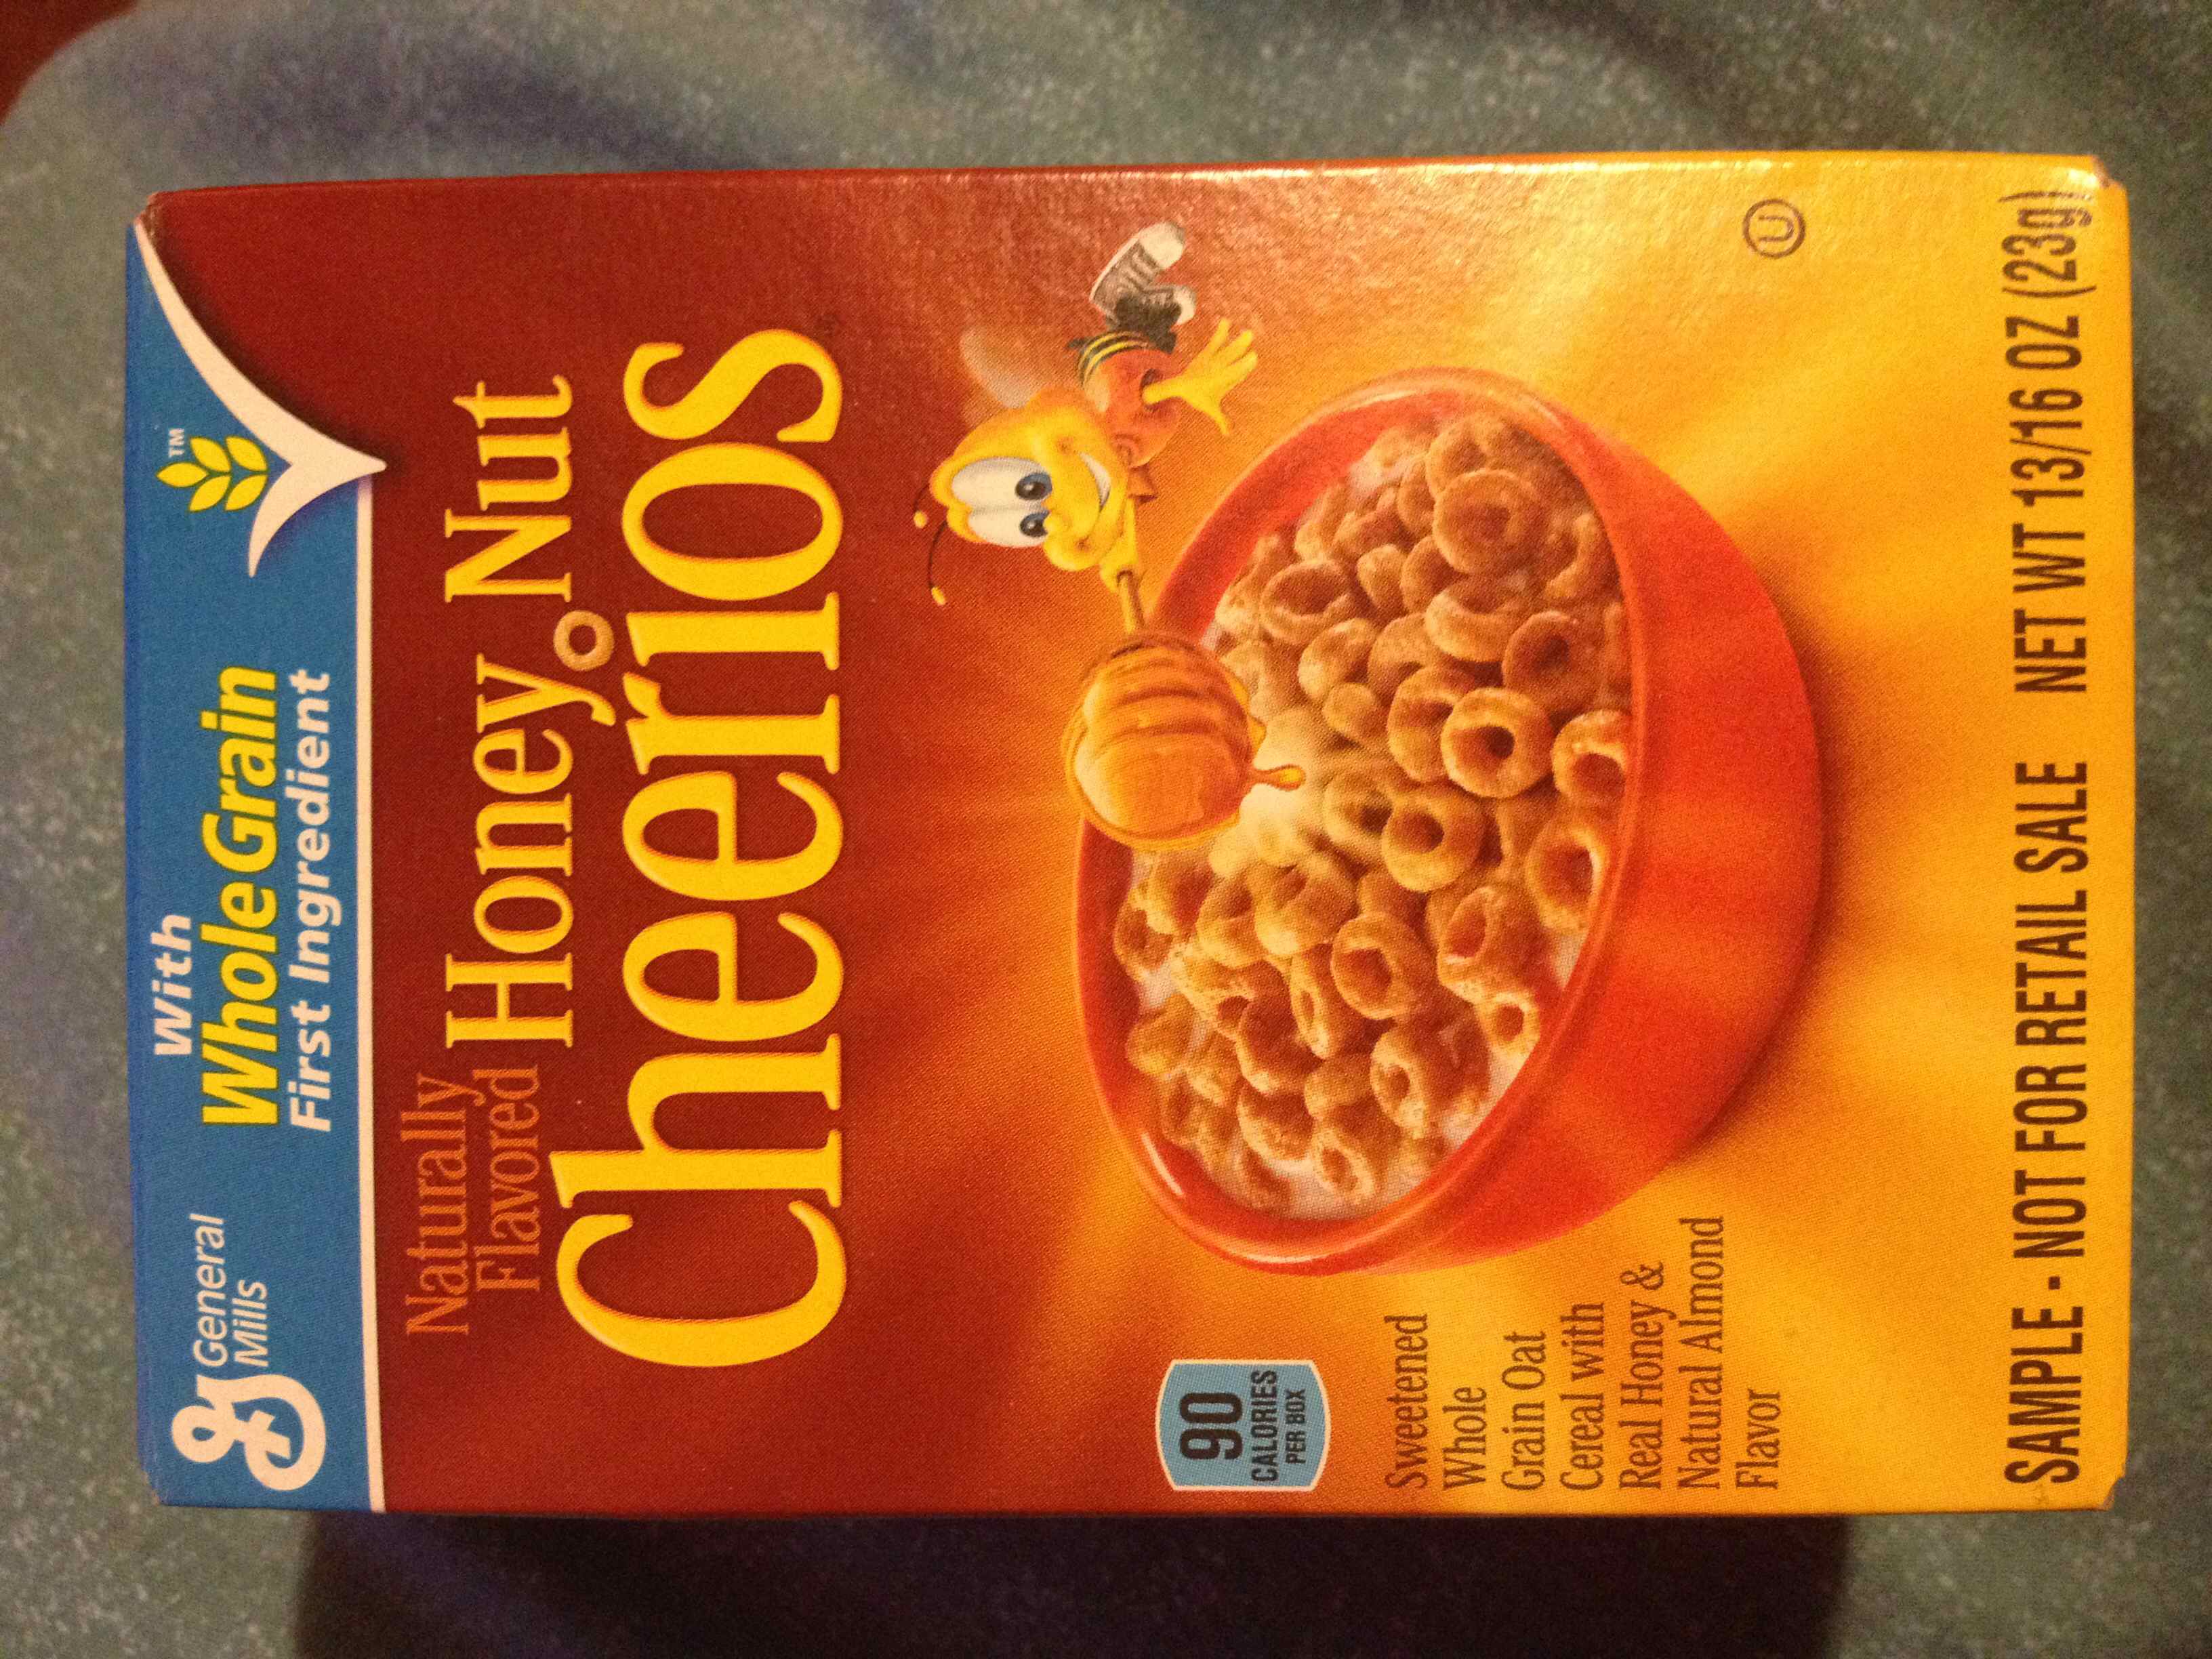 General
Mills
With
Whole Grain
First Ingredient
TM
Naturally
Flavored
Honey Nut
Cheerios
90
CALORIES
PER BOX
Sweetened
Whole
Grain Oat
Cereal with
Real Honey &
Natural Almond
Flavor
U
SAMPLE - NOT FOR RETAIL SALE NET WT 13/16 OZ (23g)